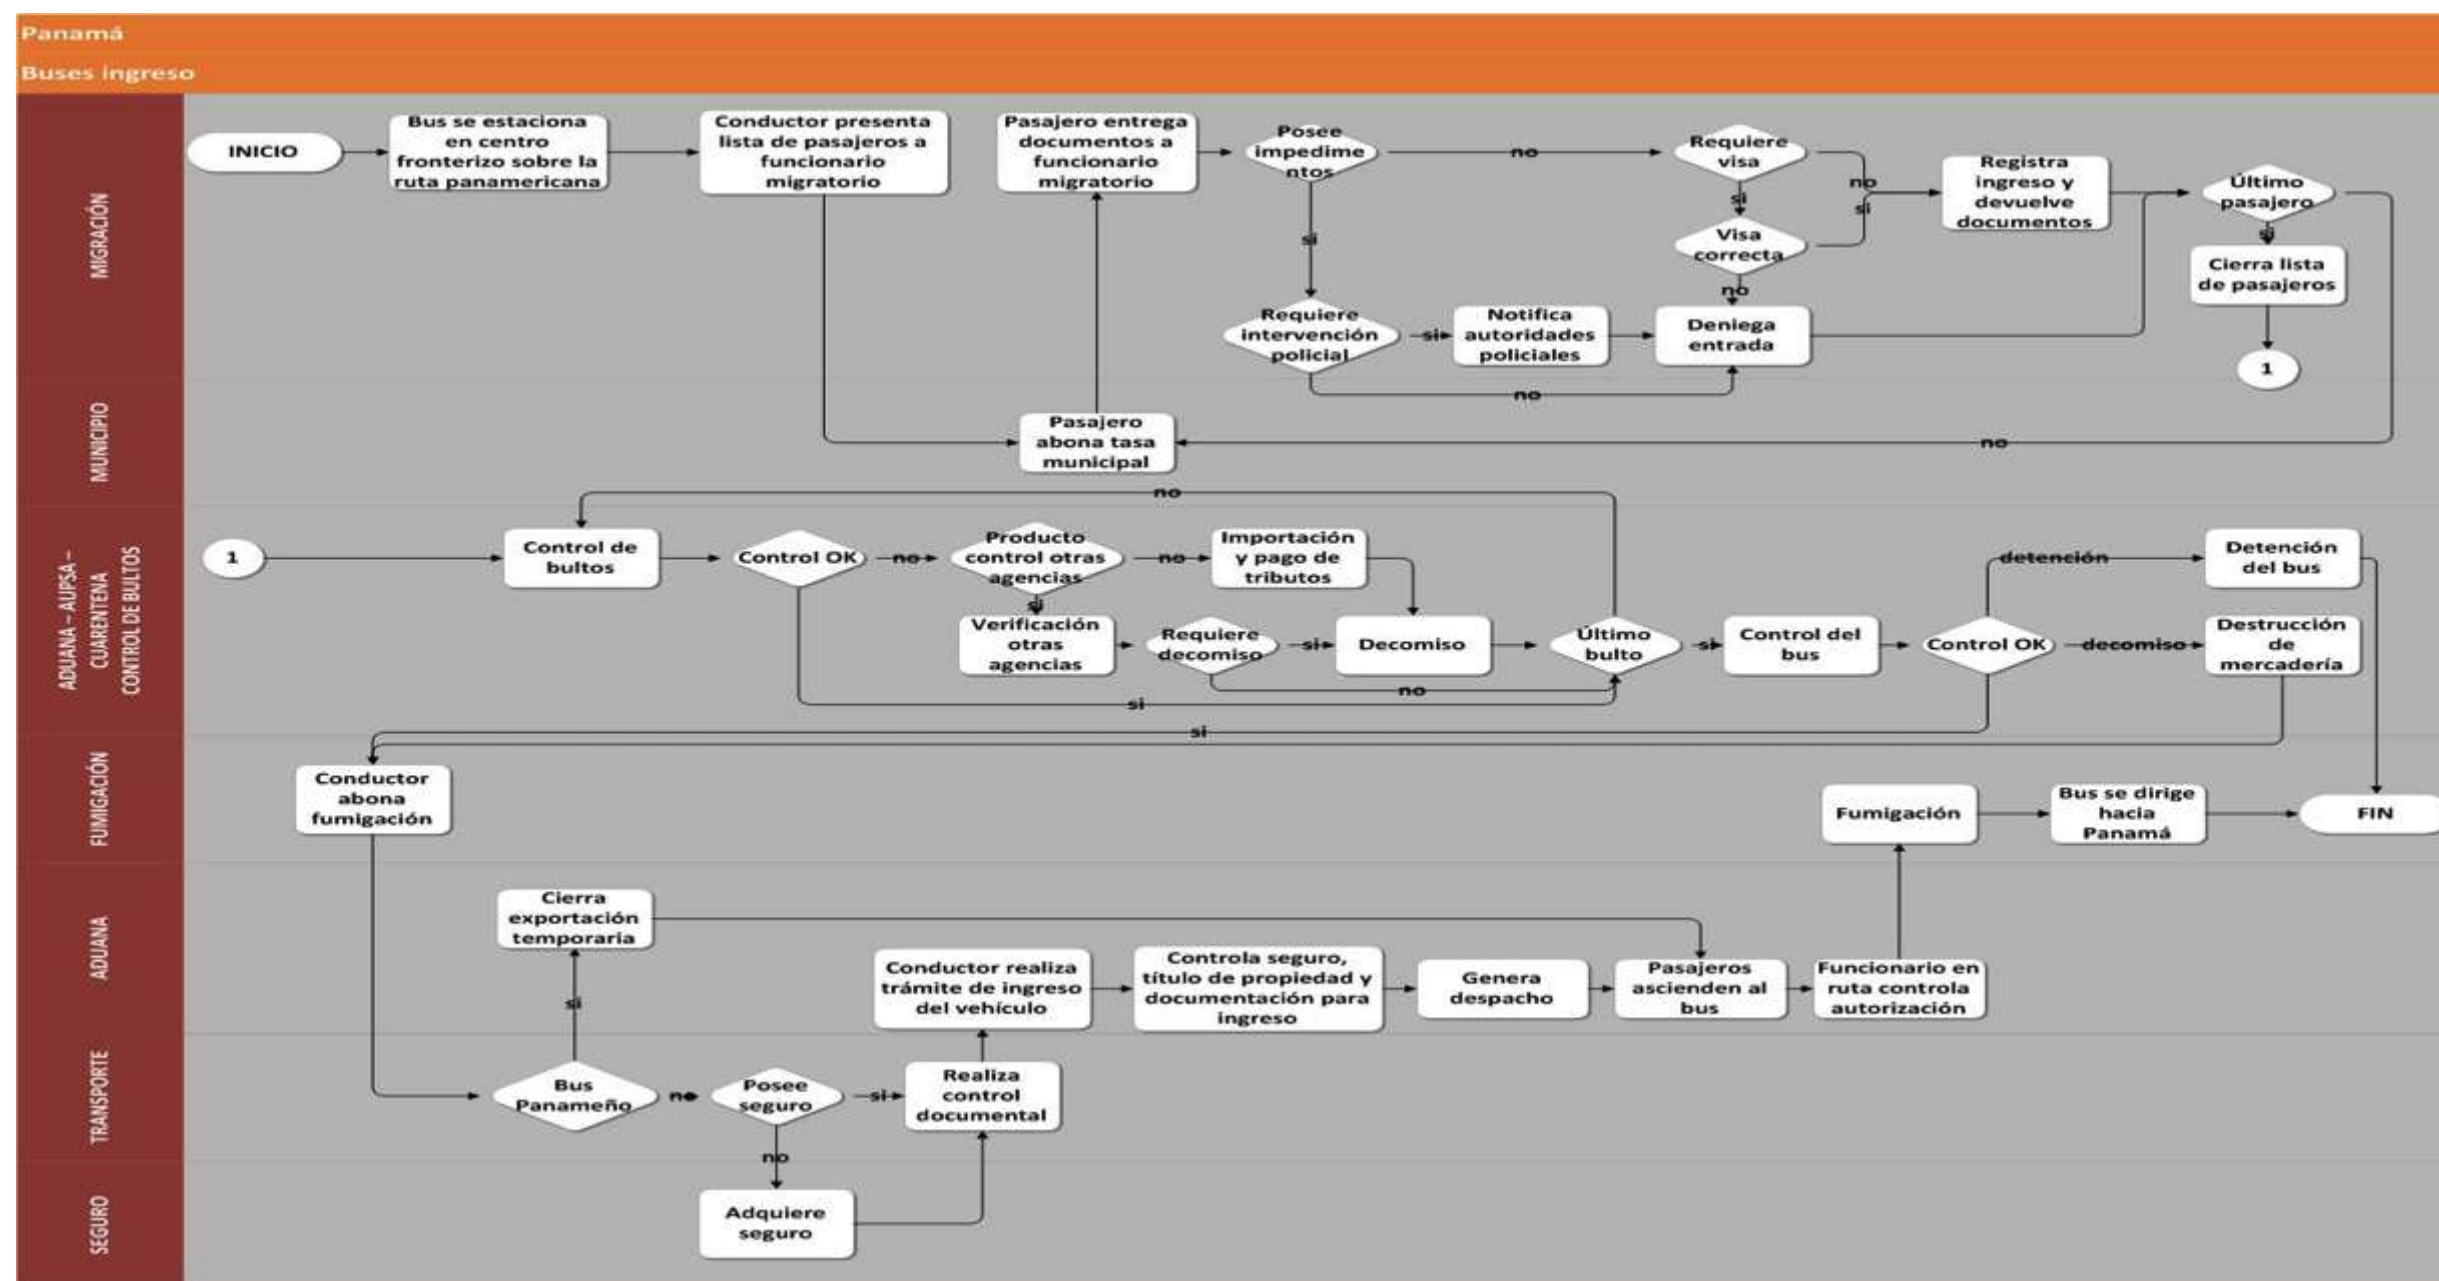 Panamá
Buses ingreso
MIGRACIÓN
INICIO
Bus se estaciona
en centro
fronterizo sobre la
ruta panamericana
Conductor presenta
lista de pasajeros a
funcionario
migratorio
Pasajero entrega
documentos a
funcionario
migratorio
Posee
impedime
ntos
no
si
Requiere
visa
no
si
Visa
correcta
si
no
Registra
ingreso y
devuelve
documentos
Último
pasajero
si
Cierra lista
de pasajeros
1
Requiere
intervención
policial
si
Notifica
autoridades
policiales
Deniega
entrada
no
MUNICIPIO
Pasajero
abona tasa
municipal
no
ADUANA – AUPSA –
CUARENTENA
CONTROL DE BULTOS
no
1
Control de
bultos
Control OK
no
Producto
control otras
agencias
no
Importación
y pago de
tributos
si
Verificación
otras
agencias
Requiere
decomiso
si
Decomiso
no
si
Último
bulto
si
Control del
bus
Control OK
detención
Detención
del bus
decomiso
Destrucción
de
mercadería
si
FUMIGACIÓN
Conductor
abona
fumigación
Fumigación
Bus se dirige
hacia
Panamá
FIN
ADUANA
Cierra
exportación
temporaria
si
Conductor realiza
trámite de ingreso
del vehículo
Controla seguro,
título de propiedad y
documentación para
ingreso
Genera
despacho
Pasajeros
ascienden al
bus
Funcionario en
ruta controla
autorización
TRANSPORTE
Bus
Panameño
no
Posee
seguro
si
Realiza
control
documental
no
SEGURO
Adquiere
seguro